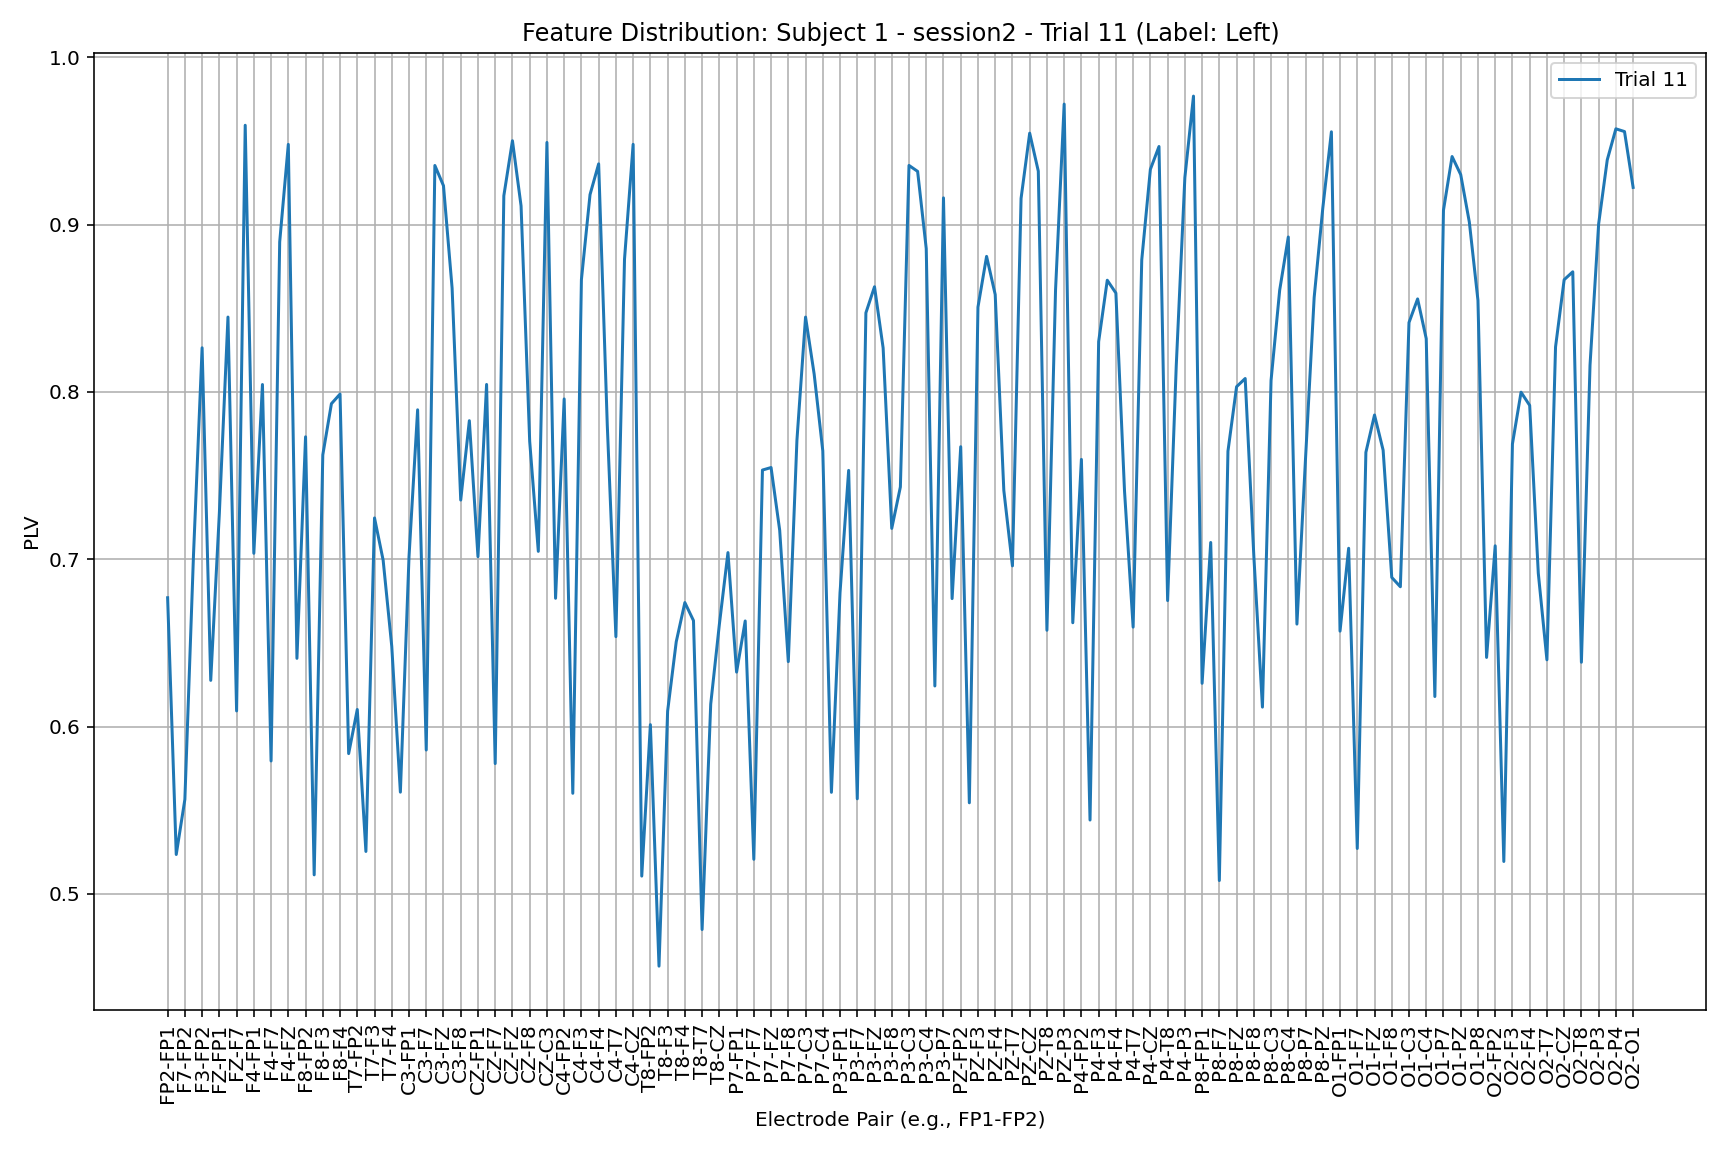 Feature Distribution: Subject 1 - session2 - Trial 11 (Label: Left)
Trial 11
PLV
1.0
0.9
0.8
0.7
0.6
0.5
FP2-FP1
F7-FP2
F3-FP2
FZ-FP1
FZ-F7
F4-FP1
F4-F7
F4-FZ
F8-FP2
F8-F3
F8-F4
T7-FP2
T7-F3
T7-F4
C3-FP1
C3-F7
C3-FZ
C3-F8
CZ-FP1
CZ-F7
CZ-FZ
CZ-F8
CZ-C3
C4-FP2
C4-F3
C4-F4
C4-T7
C4-CZ
T8-FP2
T8-F3
T8-F4
T8-T7
T8-CZ
P7-FP1
P7-F7
P7-FZ
P7-F8
P7-C3
P7-C4
P3-FP1
P3-F7
P3-FZ
P3-F8
P3-C3
P3-C4
P3-P7
PZ-FP2
PZ-F3
PZ-F4
PZ-T7
PZ-CZ
PZ-T8
PZ-P3
P4-FP2
P4-F3
P4-F4
P4-T7
P4-CZ
P4-T8
P4-P3
P8-FP1
P8-F7
P8-FZ
P8-F8
P8-C3
P8-C4
P8-P7
P8-PZ
O1-FP1
O1-F7
O1-FZ
O1-F8
O1-C3
O1-C4
O1-P7
O1-PZ
O1-P8
O2-FP2
O2-F3
O2-F4
O2-T7
O2-CZ
O2-T8
O2-P3
O2-P4
O2-O1
Electrode Pair (e.g., FP1-FP2)